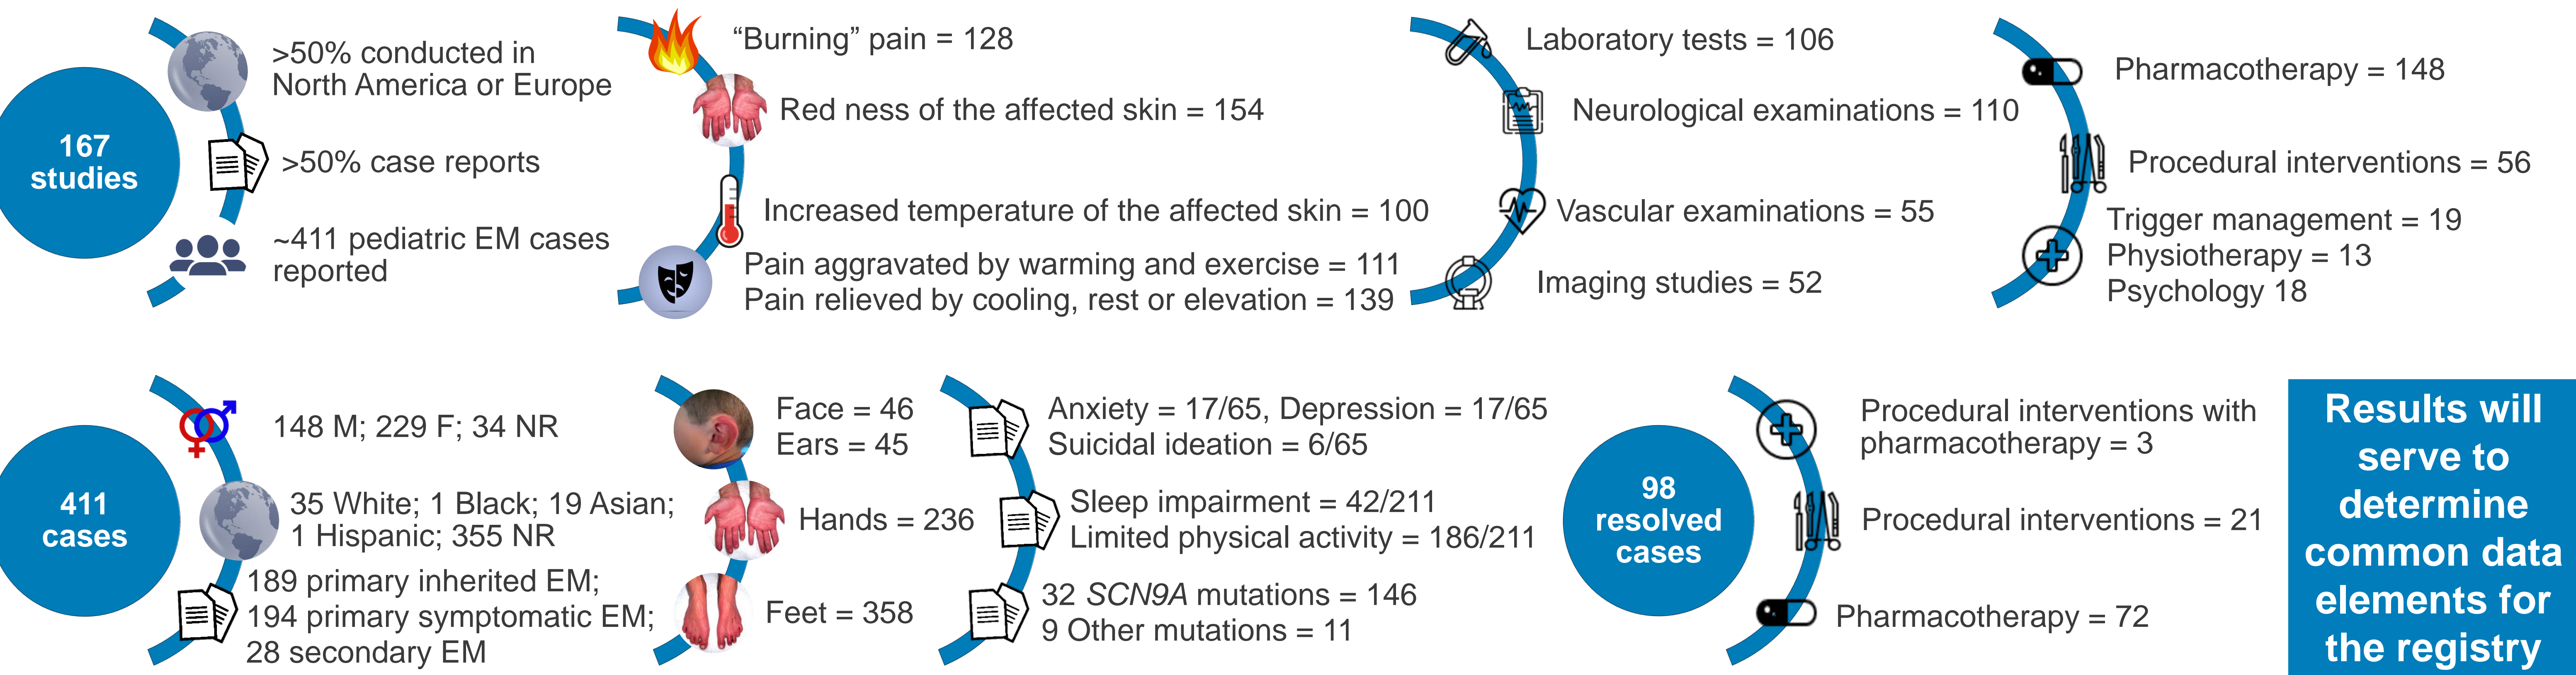 167
studies
>50% conducted in
North America or Europe
>50% case reports
~411 pediatric EM cases
reported
“Burning” pain = 128
Red ness of the affected skin = 154
Increased temperature of the affected skin = 100
Pain aggravated by warming and exercise = 111
Pain relieved by cooling, rest or elevation = 139
Laboratory tests = 106
Neurological examinations = 110
Vascular examinations = 55
Imaging studies = 52
Pharmacotherapy = 148
Procedural interventions = 56
Trigger management = 19
Physiotherapy = 13
Psychology 18
411
cases
148 M; 229 F; 34 NR
35 White; 1 Black; 19 Asian;
1 Hispanic; 355 NR
189 primary inherited EM;
194 primary symptomatic EM;
28 secondary EM
Face = 46
Ears = 45
Hands = 236
Feet = 358
Anxiety = 17/65, Depression = 17/65
Suicidal ideation = 6/65
Sleep impairment = 42/211
Limited physical activity = 186/211
32 SCN9A mutations = 146
9 Other mutations = 11
98
resolved
cases
Procedural interventions with
pharmacotherapy = 3
Procedural interventions = 21
Pharmacotherapy = 72
Results will
serve to
determine
common data
elements for
the registry